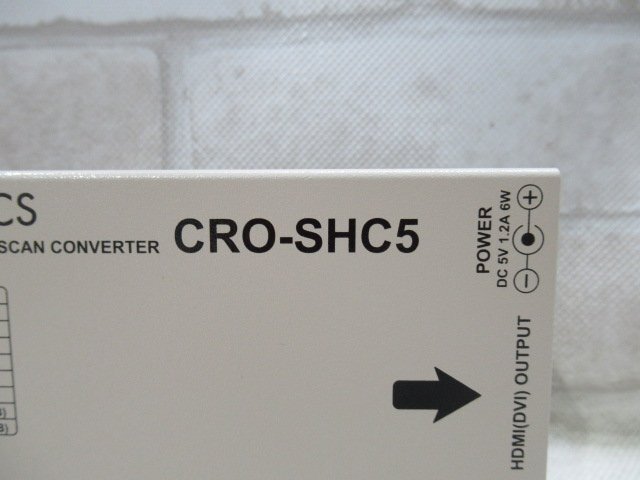 CS
SCAN CONVERTER CRO-SHC5
POWER
DC 5V 1.2A 6W
HDMI(DVI) OUTPUT